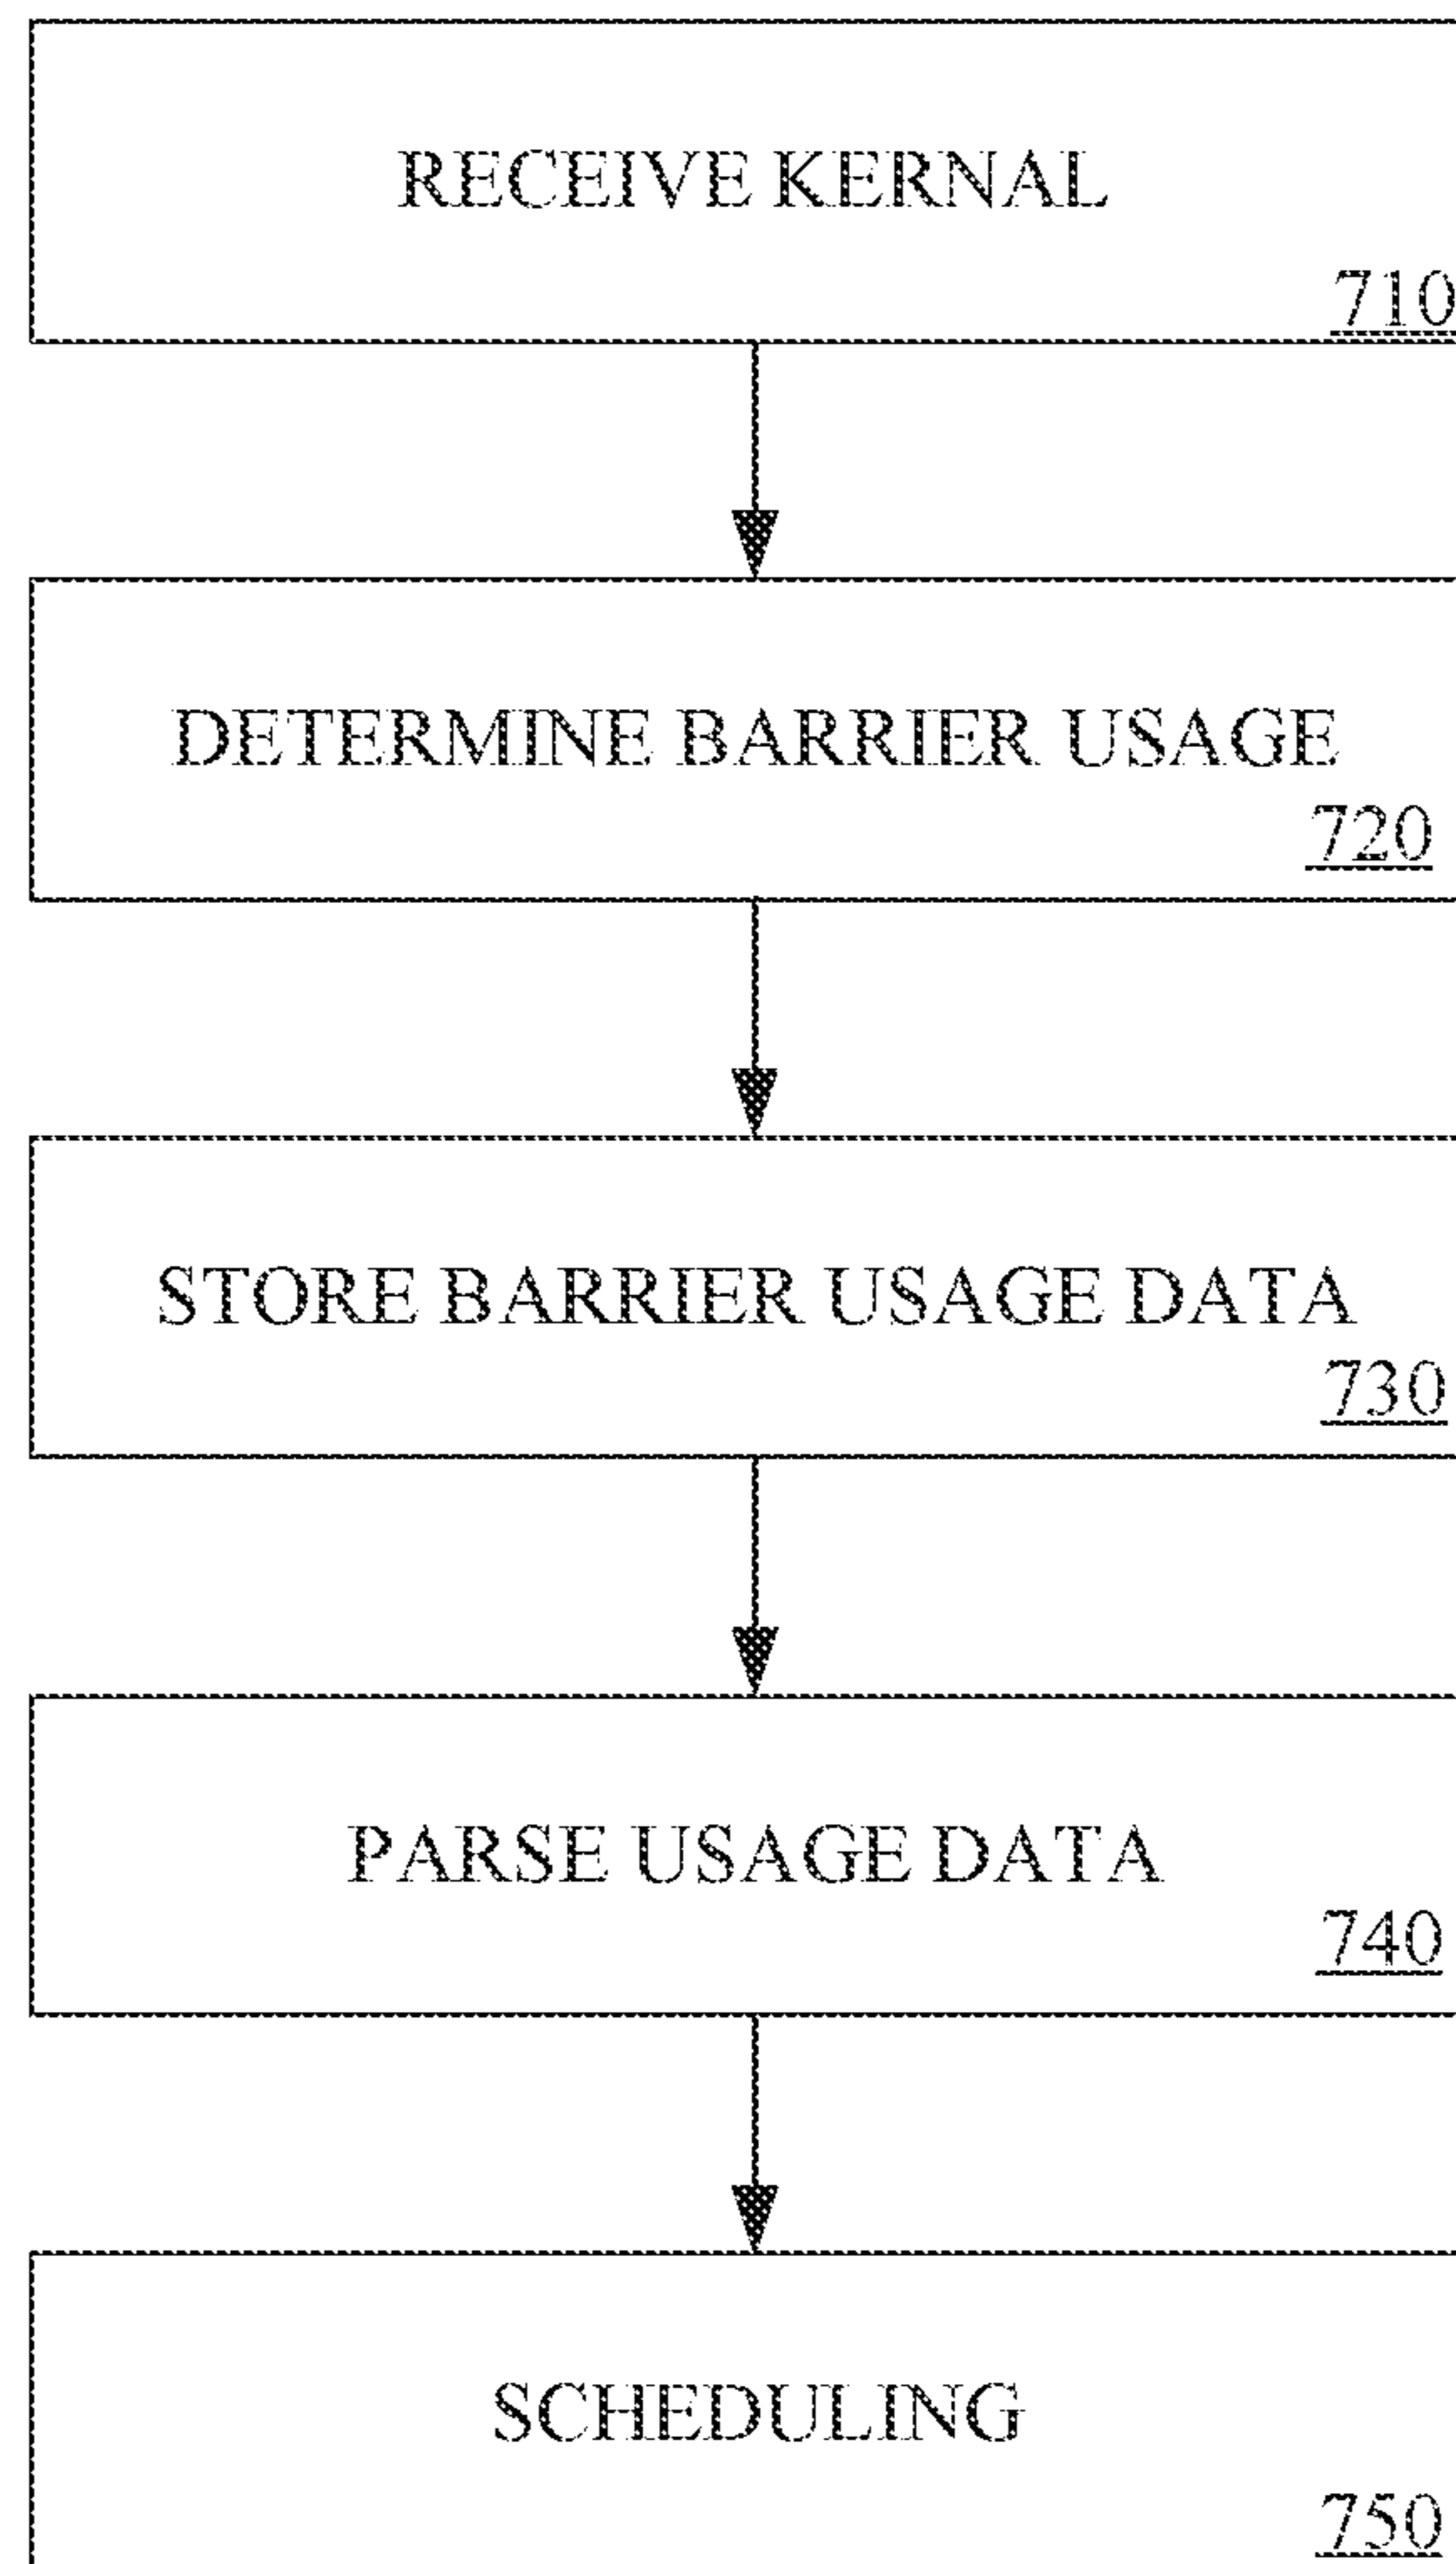 RECEIVE KERNAL
710
DETERMINE BARRIER USAGE
720
STORE BARRIER USAGE DATA
730
PARSE USAGE DATA
740
SCHEDULING
750